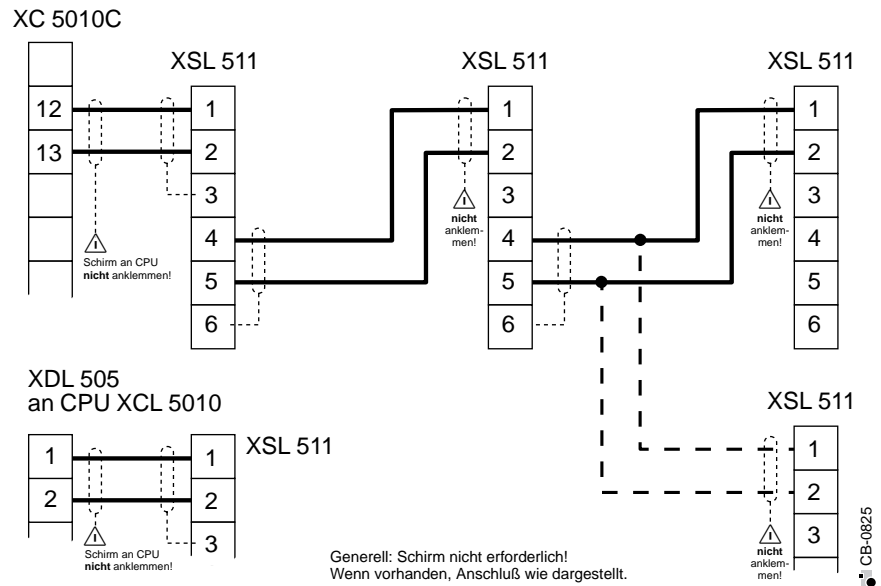 XC 5010C
XSL 511
XSL 511
XSL 511
12
13
1
2
3
4
5
6
1
2
3
4
5
6
1
2
3
4
5
6
Schirm an CPU
nicht anklemmen!
nicht
anklem-
men!
nicht
anklem-
men!
XDL 505
an CPU XCL 5010
XSL 511
XSL 511
1
2
1
2
3
1
2
3
Schirm an CPU
nicht anklemmen!
nicht
anklem-
men!
Generell: Schirm nicht erforderlich!
Wenn vorhanden, Anschluß wie dargestellt.
CB-0825